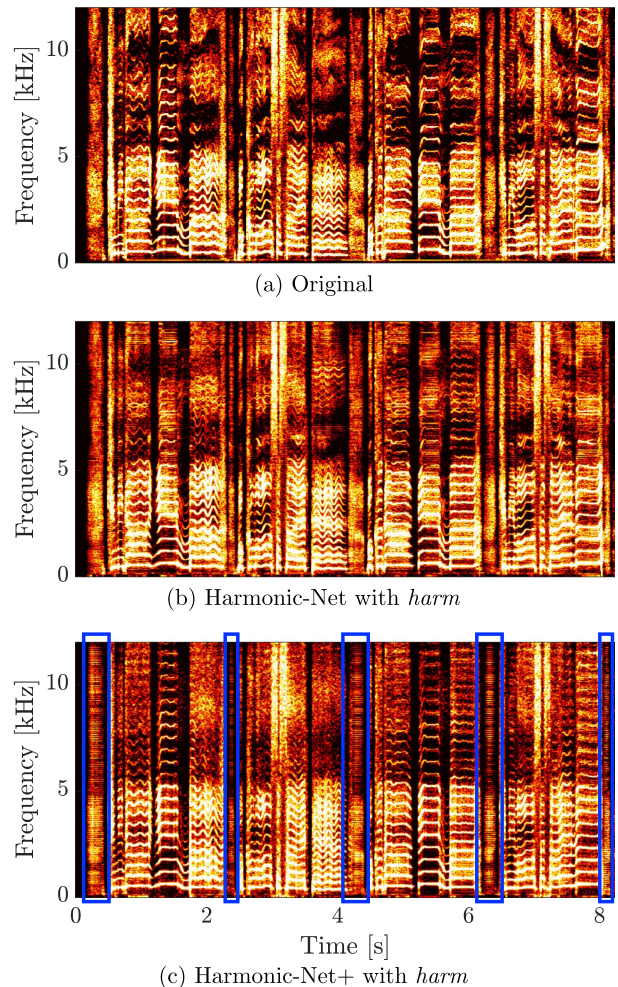 Frequency [kHz]
10
5
0
(a) Original
Frequency [kHz]
10
5
0
(b) Harmonic-Net with harm
Frequency [kHz]
10
5
0
0 2 4 6 8
Time [s]
(c) Harmonic-Net+ with harm